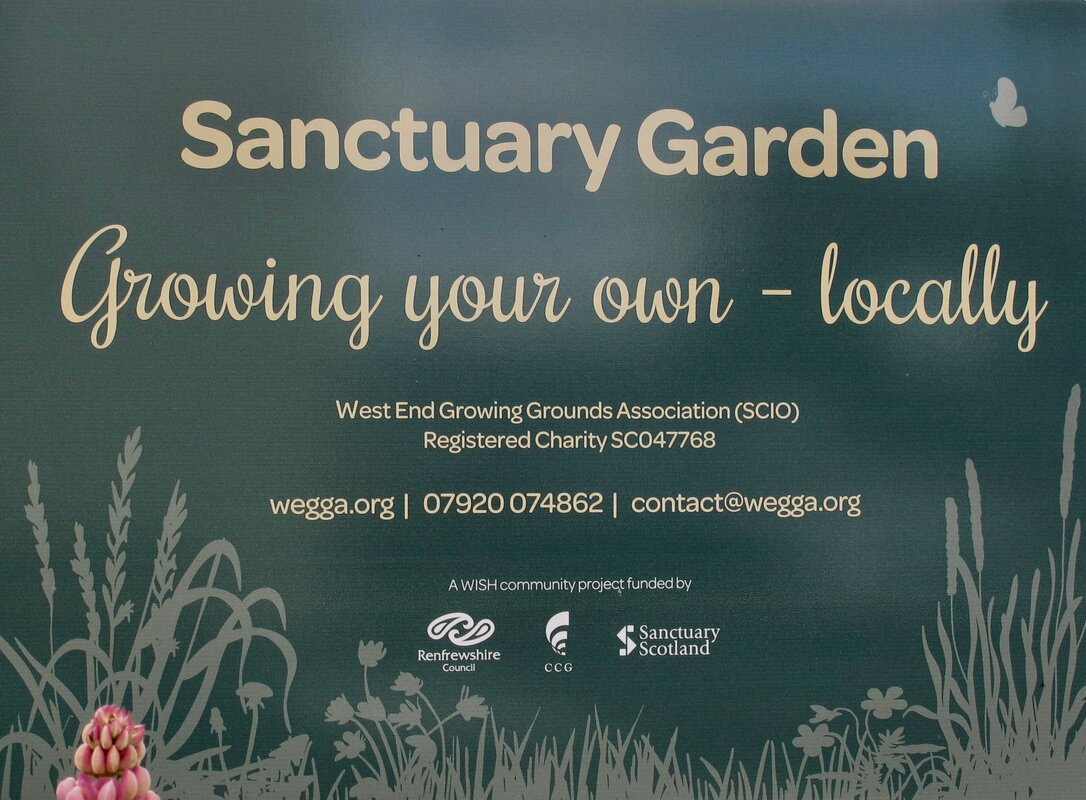 Sanctuary Garden
Growing your own - locally
West End Growing Grounds Association (SCIO)
Registered Charity SC047768
wegga.org | 07920 074862 | contact@wegga.org
A WISH community project funded by
Renfrewshire
Council
CCG
Sanctuary
Scotland